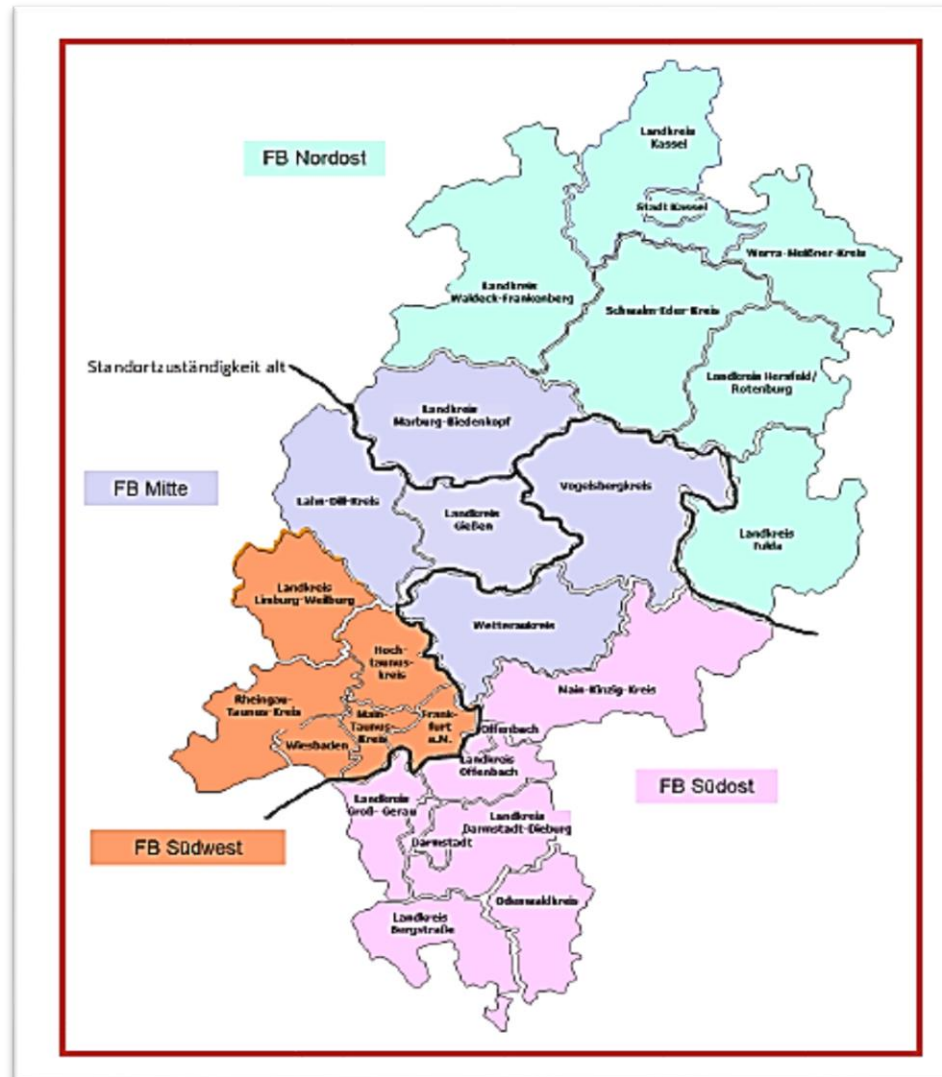 Landkreis
Kassel
FB Nordost
Stadt Kassel
Werra-Meißner-Kreis
Landkreis
Waldeck-Frankenberg
Schwalm-Eder-Kreis
Standortzuständigkeit alt
Landkreis Hersfeld/
Rotenburg
Landkreis
Marburg-Biedenkopf
FB Mitte
Lahn-Dill-Kreis
Vogelsbergkreis
Landkreis
Gießen
Landkreis
Fulda
Landkreis
Limburg-Weilburg
Wetteraukreis
Hoch-
taunus-
kreis
Main-Kinzig-Kreis
Rheingau-
Taunus-Kreis
Main-
Taunus-
Kreis
Frank-
furt
a.M.
Offenbach
Wiesbaden
Landkreis
Offenbach
FB Südost
Landkreis
Groß- Gerau
Landkreis
Darmstadt-Dieburg
Darmstadt
FB Südwest
Odenwaldkreis
Landkreis
Bergstraße